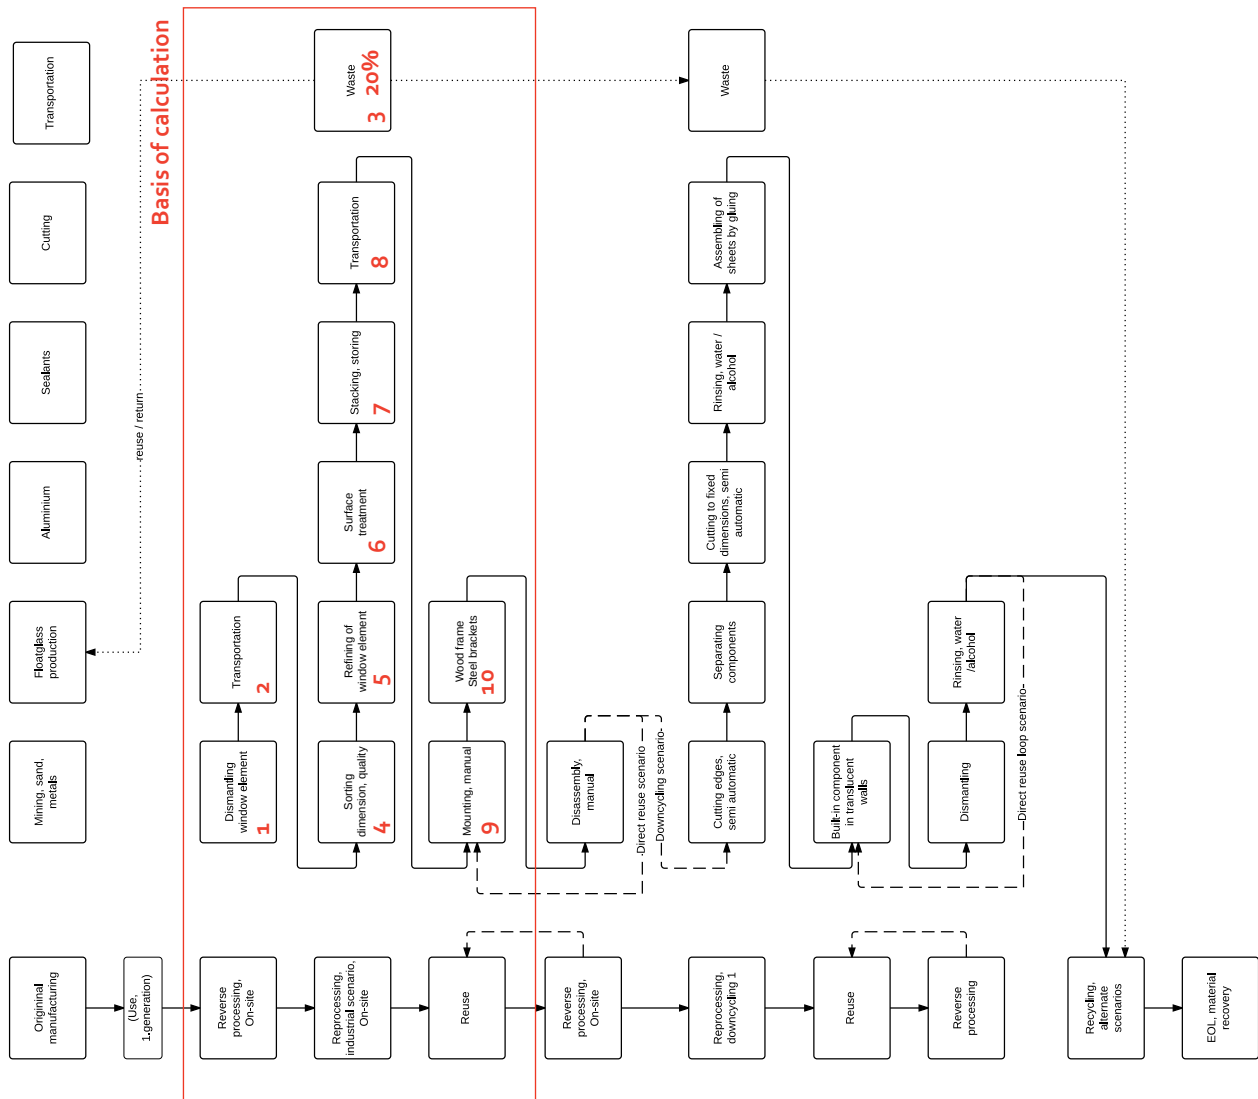 Transportation
Cutting
Sealants
Aluminium
Floatglass
production
Mining, sand,
metals
Origininal
manufacturing
(Use,
1.generation)
reuse / return
Basis of calculation
Transportation
2
Dismantling
window element
1
Reverse
processing,
On-site
Waste
3 20%
Transportation
8
Stacking, storing
7
Surface
treatment
6
Refining of
window element
5
Sorting
dimension, quality
4
Reprocessing,
industrial scenario,
On-site
Wood frame
Steel brackets
10
Mounting, manual
9
Reuse
Disassembly,
manual
Reverse
processing,
On-site
Direct reuse scenario
Downcycling scenario
Waste
Assembling of
sheets by gluing
Rinsing, water /
alcohol
Cutting to fixed
dimensions, semi
automatic
Separating
components
Cutting edges,
semi automatic
Reprocessing,
downcycling 1
Built-in component
in translucent
walls
Reuse
Rinsing, water
/alcohol
Dismantling
Reverse
processing
Direct reuse loop scenario
Recycling,
alternate
scenarios
EOL, material
recovery